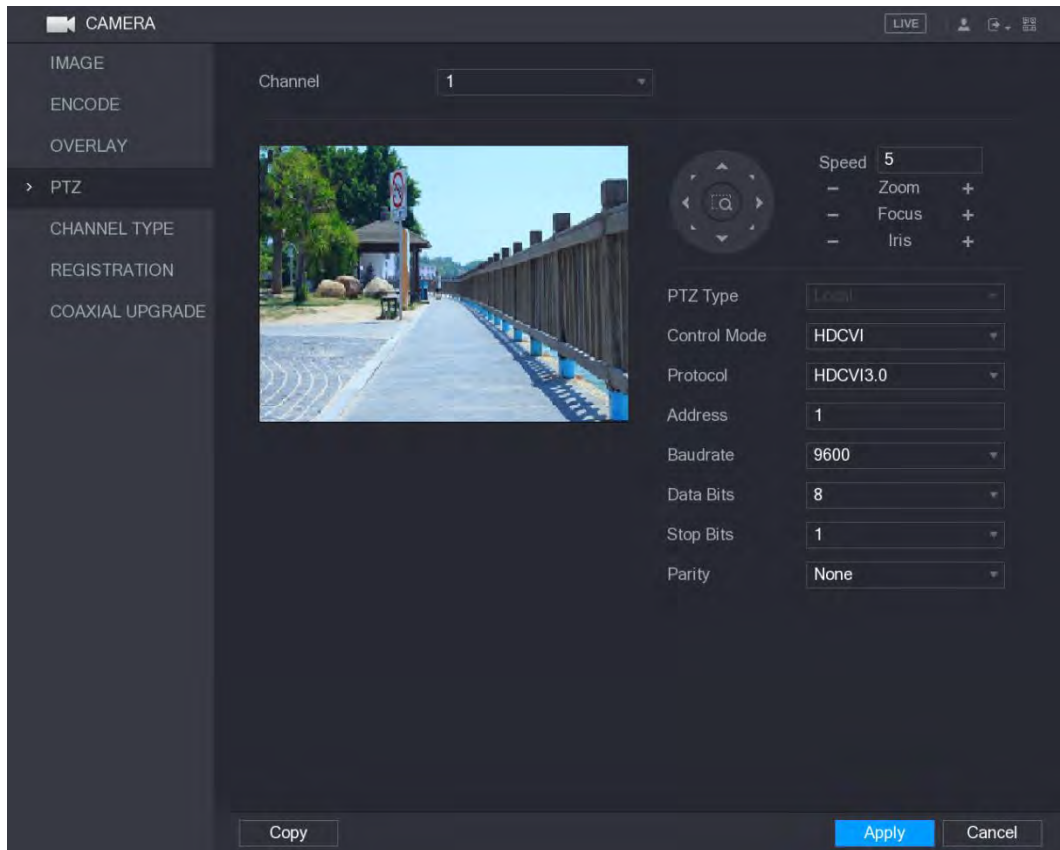 CAMERA
LIVE
IMAGE
ENCODE
OVERLAY
PTZ
CHANNEL TYPE
REGISTRATION
COAXIAL UPGRADE
Channel 1
Speed 5
Zoom
Focus
Iris
PTZ Type Local
Control Mode HDCVI
Protocol HDCVI3.0
Address 1
Baudrate 9600
Data Bits 8
Stop Bits 1
Parity None
Copy Apply Cancel